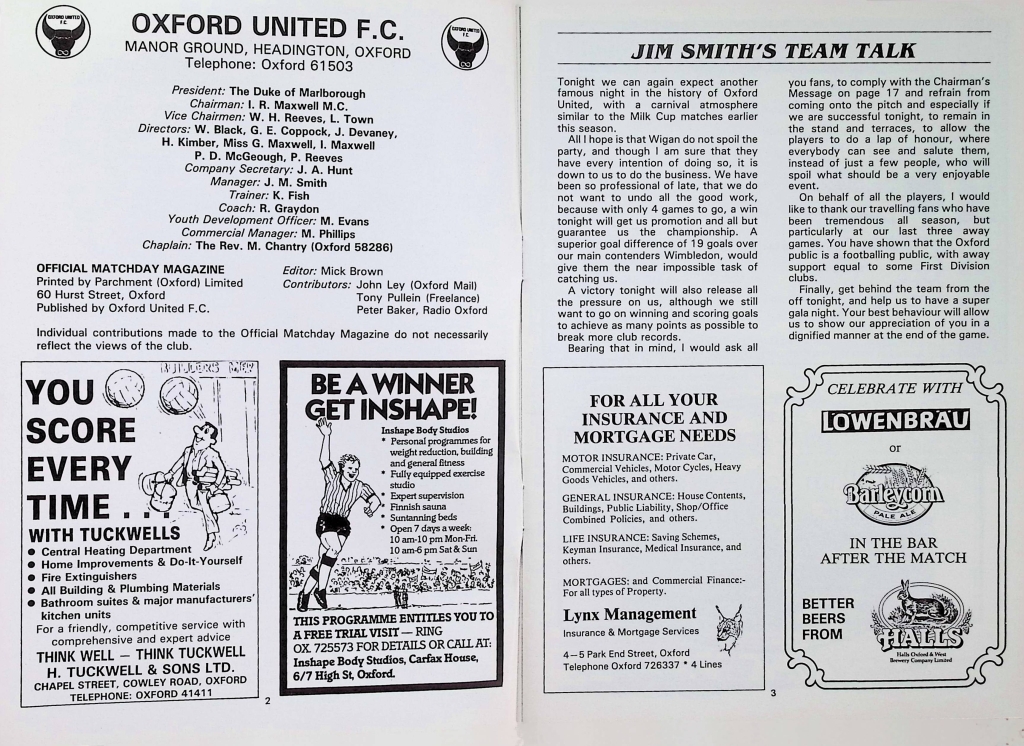 OXFORD UNITED F.C.
OXFORD UNITED F.C.
MANOR GROUND, HEADINGTON, OXFORD
Telephone: Oxford 61503
OXFORD UNITED F.C.
President: The Duke of Marlborough
Chairman: I. R. Maxwell M.C.
Vice Chairmen: W. H. Reeves, L. Town
Directors: W. Black, G. E. Coppock, J. Devaney,
H. Kimber, Miss G. Maxwell, I. Maxwell
P. D. McGeough, P. Reeves
Company Secretary: J. A. Hunt
Manager: J. M. Smith
Trainer: K. Fish
Coach: R. Graydon
Youth Development Officer: M. Evans
Commercial Manager: M. Phillips
Chaplain: The Rev. M. Chantry (Oxford 58286)
OFFICIAL MATCHDAY MAGAZINE
Printed by Parchment (Oxford) Limited
60 Hurst Street, Oxford
Published by Oxford United F.C.
Editor: Mick Brown
Contributors: John Ley (Oxford Mail)
Tony Pullein (Freelance)
Peter Baker, Radio Oxford
Individual contributions made to the Official Matchday Magazine do not necessarily
reflect the views of the club.
YOU
SCORE
EVERY
TIME . . .
WITH TUCKWELLS
● Central Heating Department
● Home Improvements & Do-It-Yourself
● Fire Extinguishers
● All Building & Plumbing Materials
● Bathroom suites & major manufacturers'
kitchen units
For a friendly, competitive service with
comprehensive and expert advice
THINK WELL — THINK TUCKWELL
H. TUCKWELL & SONS LTD.
CHAPEL STREET, COWLEY ROAD, OXFORD
TELEPHONE: OXFORD 41411
BE A WINNER
GET INSHAPE!
Inshape Body Studios
* Personal programmes for
weight reduction, building
and general fitness
* Fully equipped exercise
studio
* Expert supervision
* Finnish sauna
* Suntanning beds
* Open 7 days a week:
10 am-10 pm Mon-Fri.
10 am-6 pm Sat & Sun
THIS PROGRAMME ENTITLES YOU TO
A FREE TRIAL VISIT — RING
OX. 725573 FOR DETAILS OR CALL AT:
Inshape Body Studios, Carfax House,
6/7 High St, Oxford.
2
JIM SMITH'S TEAM TALK
Tonight we can again expect another
famous night in the history of Oxford
United, with a carnival atmosphere
similar to the Milk Cup matches earlier
this season.
All I hope is that Wigan do not spoil the
party, and though I am sure that they
have every intention of doing so, it is
down to us to do the business. We have
been so professional of late, that we do
not want to undo all the good work,
because with only 4 games to go, a win
tonight will get us promotion and all but
guarantee us the championship. A
superior goal difference of 19 goals over
our main contenders Wimbledon, would
give them the near impossible task of
catching us.
A victory tonight will also release all
the pressure on us, although we still
want to go on winning and scoring goals
to achieve as many points as possible to
break more club records.
Bearing that in mind, I would ask all
you fans, to comply with the Chairman's
Message on page 17 and refrain from
coming onto the pitch and especially if
we are successful tonight, to remain in
the stand and terraces, to allow the
players to do a lap of honour, where
everybody can see and salute them,
instead of just a few people, who will
spoil what should be a very enjoyable
event.
On behalf of all the players, I would
like to thank our travelling fans who have
been tremendous all season, but
particularly at our last three away
games. You have shown that the Oxford
public is a footballing public, with away
support equal to some First Division
clubs.
Finally, get behind the team from the
off tonight, and help us to have a super
gala night. Your best behaviour will allow
us to show our appreciation of you in a
dignified manner at the end of the game.
FOR ALL YOUR
INSURANCE AND
MORTGAGE NEEDS
MOTOR INSURANCE: Private Car,
Commercial Vehicles, Motor Cycles, Heavy
Goods Vehicles, and others.
GENERAL INSURANCE: House Contents,
Buildings, Public Liability, Shop/Office
Combined Policies, and others.
LIFE INSURANCE: Saving Schemes,
Keyman Insurance, Medical Insurance, and
others.
MORTGAGES: and Commercial Finance:-
For all types of Property.
Lynx Management
Insurance & Mortgage Services
4–5 Park End Street, Oxford
Telephone Oxford 726337 * 4 Lines
CELEBRATE WITH
LÖWENBRÄU
or
Barleycorn
PALE ALE
IN THE BAR
AFTER THE MATCH
BETTER
BEERS
FROM
HALLS
Halls Oxford & West
Brewery Company Limited
3